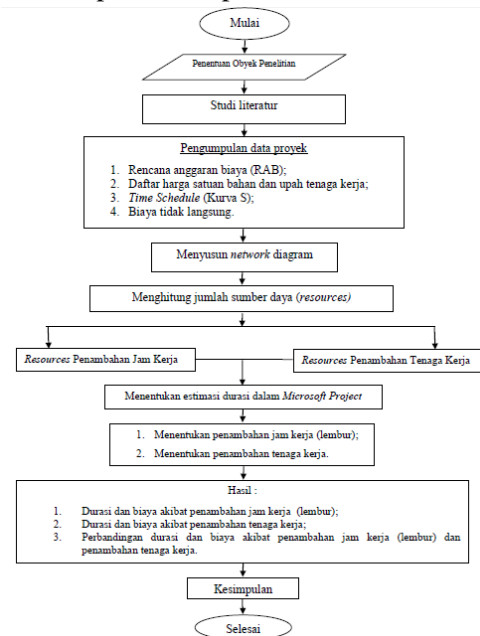 Mulai
Penentuan Obyek Penelitian
Studi literatur
Pengumpulan data proyek
1. Rencana anggaran biaya (RAB);
2. Daftar harga satuan bahan dan upah tenaga kerja;
3. Time Schedule (Kurva S);
4. Biaya tidak langsung.
Menyusun network diagram
Menghitung jumlah sumber daya (resources)
Resources Penambahan Jam Kerja
Resources Penambahan Tenaga Kerja
Menentukan estimasi durasi dalam Microsoft Project
1. Menentukan penambahan jam kerja (lembur);
2. Menentukan penambahan tenaga kerja.
Hasil :
1. Durasi dan biaya akibat penambahan jam kerja (lembur);
2. Durasi dan biaya akibat penambahan tenaga kerja;
3. Perbandingan durasi dan biaya akibat penambahan jam kerja (lembur) dan
penambahan tenaga kerja.
Kesimpulan
Selesai